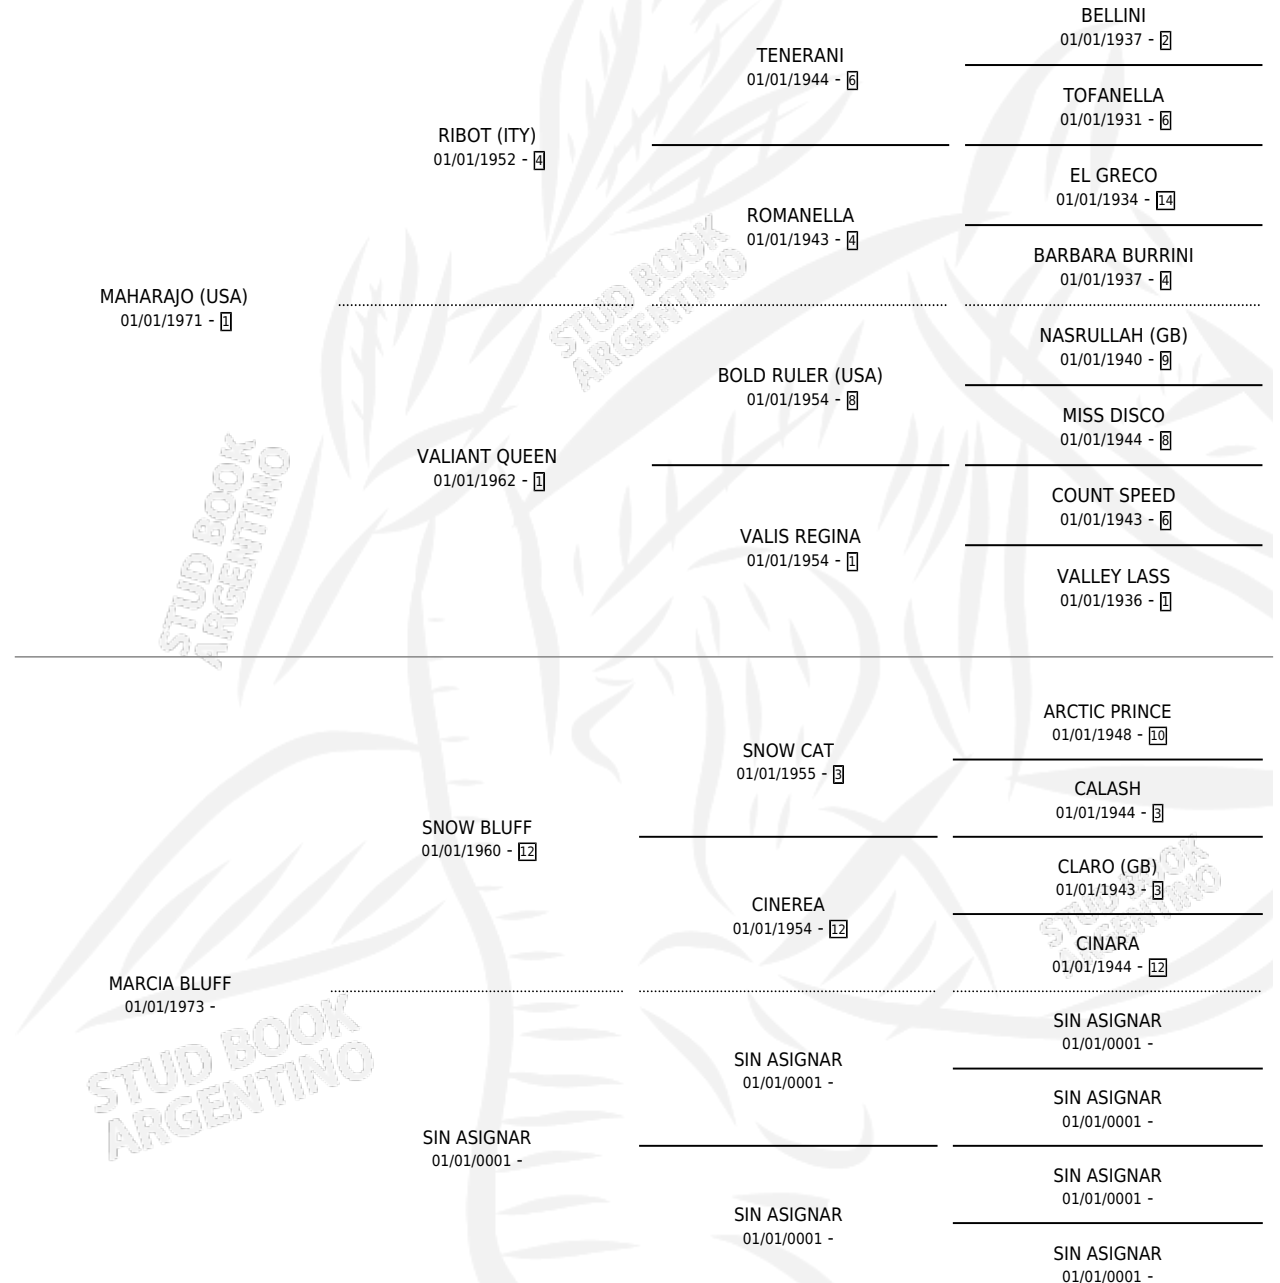 BELLINI
01/01/1937 - 2
TENERANI
01/01/1944 - 6
TOFANELLA
01/01/1931 - 6
RIBOT (ITY)
01/01/1952 - 4
EL GRECO
01/01/1934 - 14
ROMANELLA
01/01/1943 - 4
BARBARA BURRINI
01/01/1937 - 4
MAHARAJO (USA)
01/01/1971 - 1
NASRULLAH (GB)
01/01/1940 - 9
BOLD RULER (USA)
01/01/1954 - 8
MISS DISCO
01/01/1944 - 8
VALIANT QUEEN
01/01/1962 - 1
COUNT SPEED
01/01/1943 - 6
VALIS REGINA
01/01/1954 - 1
VALLEY LASS
01/01/1936 - 1
ARCTIC PRINCE
01/01/1948 - 10
SNOW CAT
01/01/1955 - 3
CALASH
01/01/1944 - 3
SNOW BLUFF
01/01/1960 - 12
CLARO (GB)
01/01/1943 - 3
CINEREA
01/01/1954 - 12
CINARA
01/01/1944 - 12
MARCIA BLUFF
01/01/1973 -
SIN ASIGNAR
01/01/0001 -
SIN ASIGNAR
01/01/0001 -
SIN ASIGNAR
01/01/0001 -
SIN ASIGNAR
01/01/0001 -
SIN ASIGNAR
01/01/0001 -
SIN ASIGNAR
01/01/0001 -
SIN ASIGNAR
01/01/0001 -
STUD BOOK
ARGENTINO
STUD BOOK
ARGENTINO
STUD BOOK
ARGENTINO
STUD BOOK
ARGENTINO